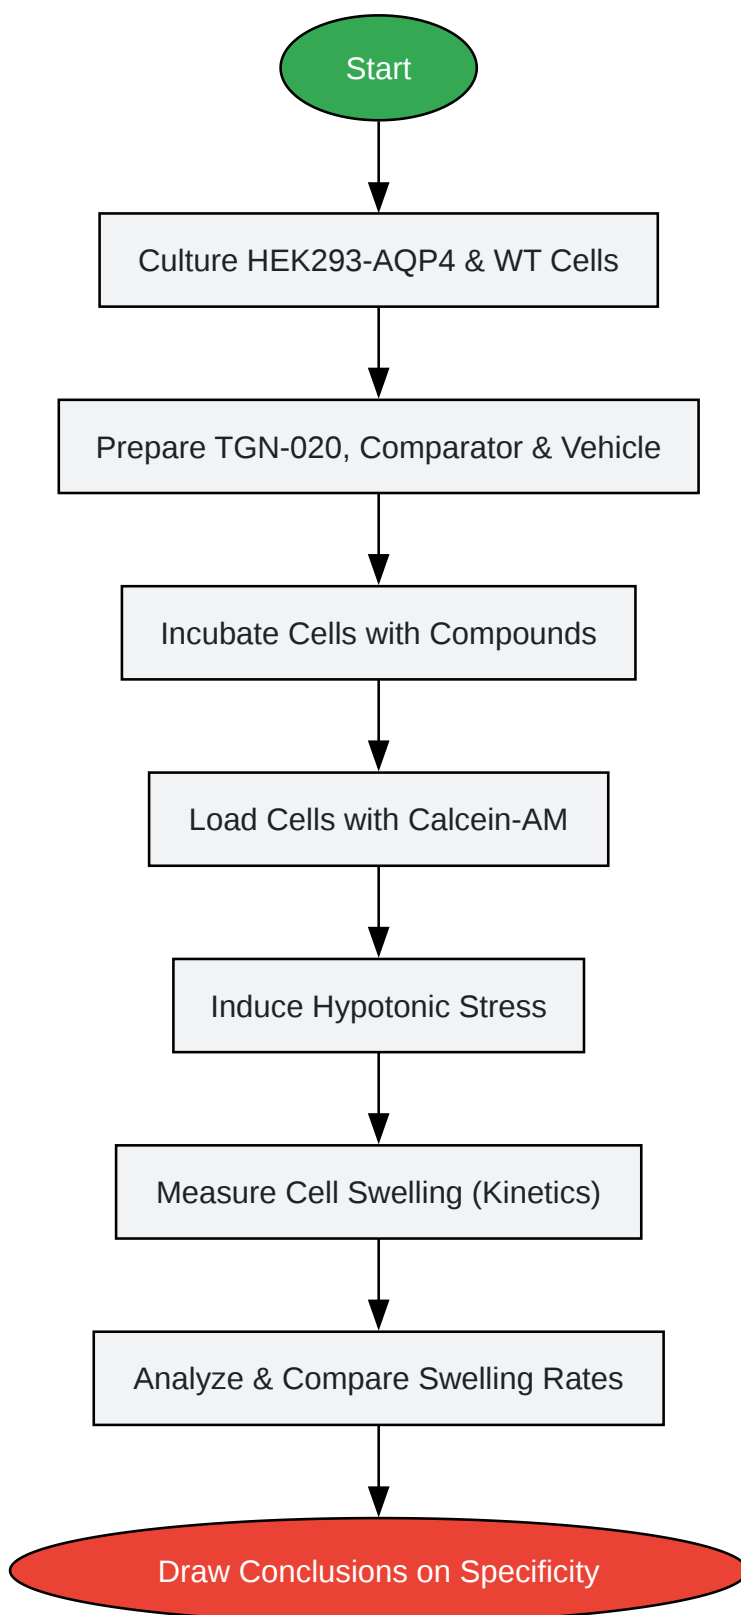 Start
Culture HEK293-AQP4 & WT Cells
Prepare TGN-020, Comparator & Vehicle
Incubate Cells with Compounds
Load Cells with Calcein-AM
Induce Hypotonic Stress
Measure Cell Swelling (Kinetics)
Analyze & Compare Swelling Rates
Draw Conclusions on Specificity